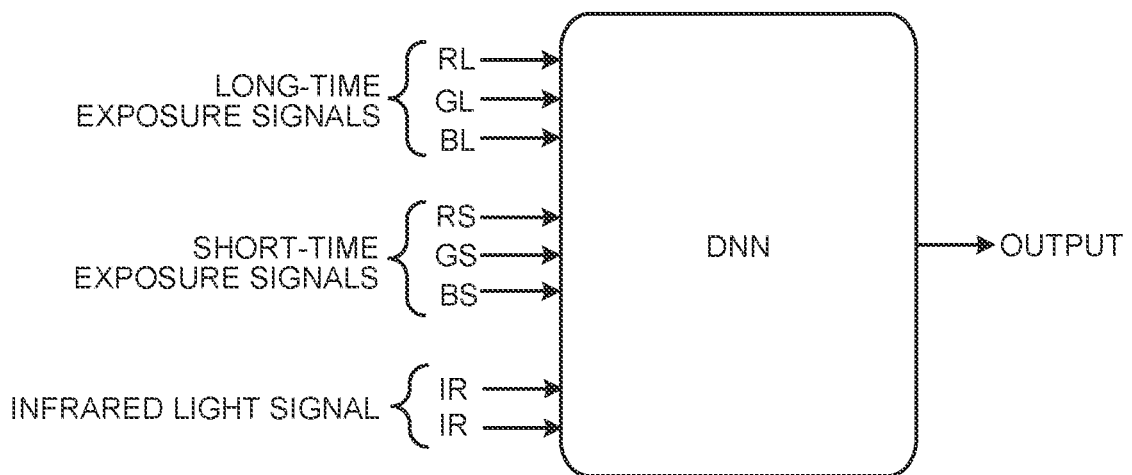 LONG-TIME
EXPOSURE SIGNALS
RL
GL
BL
SHORT-TIME
EXPOSURE SIGNALS
RS
GS
BS
INFRARED LIGHT SIGNAL
IR
IR
DNN
OUTPUT